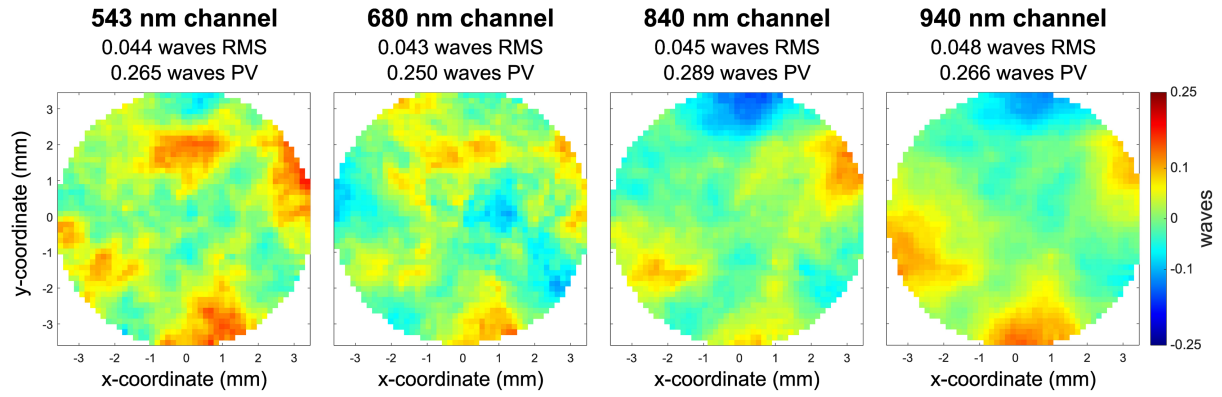 543 nm channel
0.044 waves RMS
0.265 waves PV
680 nm channel
0.043 waves RMS
0.250 waves PV
840 nm channel
0.045 waves RMS
0.289 waves PV
940 nm channel
0.048 waves RMS
0.266 waves PV
y-coordinate (mm)
3
2
1
0
-1
-2
-3
-3 -2 -1 0 1 2 3
x-coordinate (mm)
-3 -2 -1 0 1 2 3
x-coordinate (mm)
-3 -2 -1 0 1 2 3
x-coordinate (mm)
-3 -2 -1 0 1 2 3
x-coordinate (mm)
0.25
0.1
0
-0.1
-0.25
waves